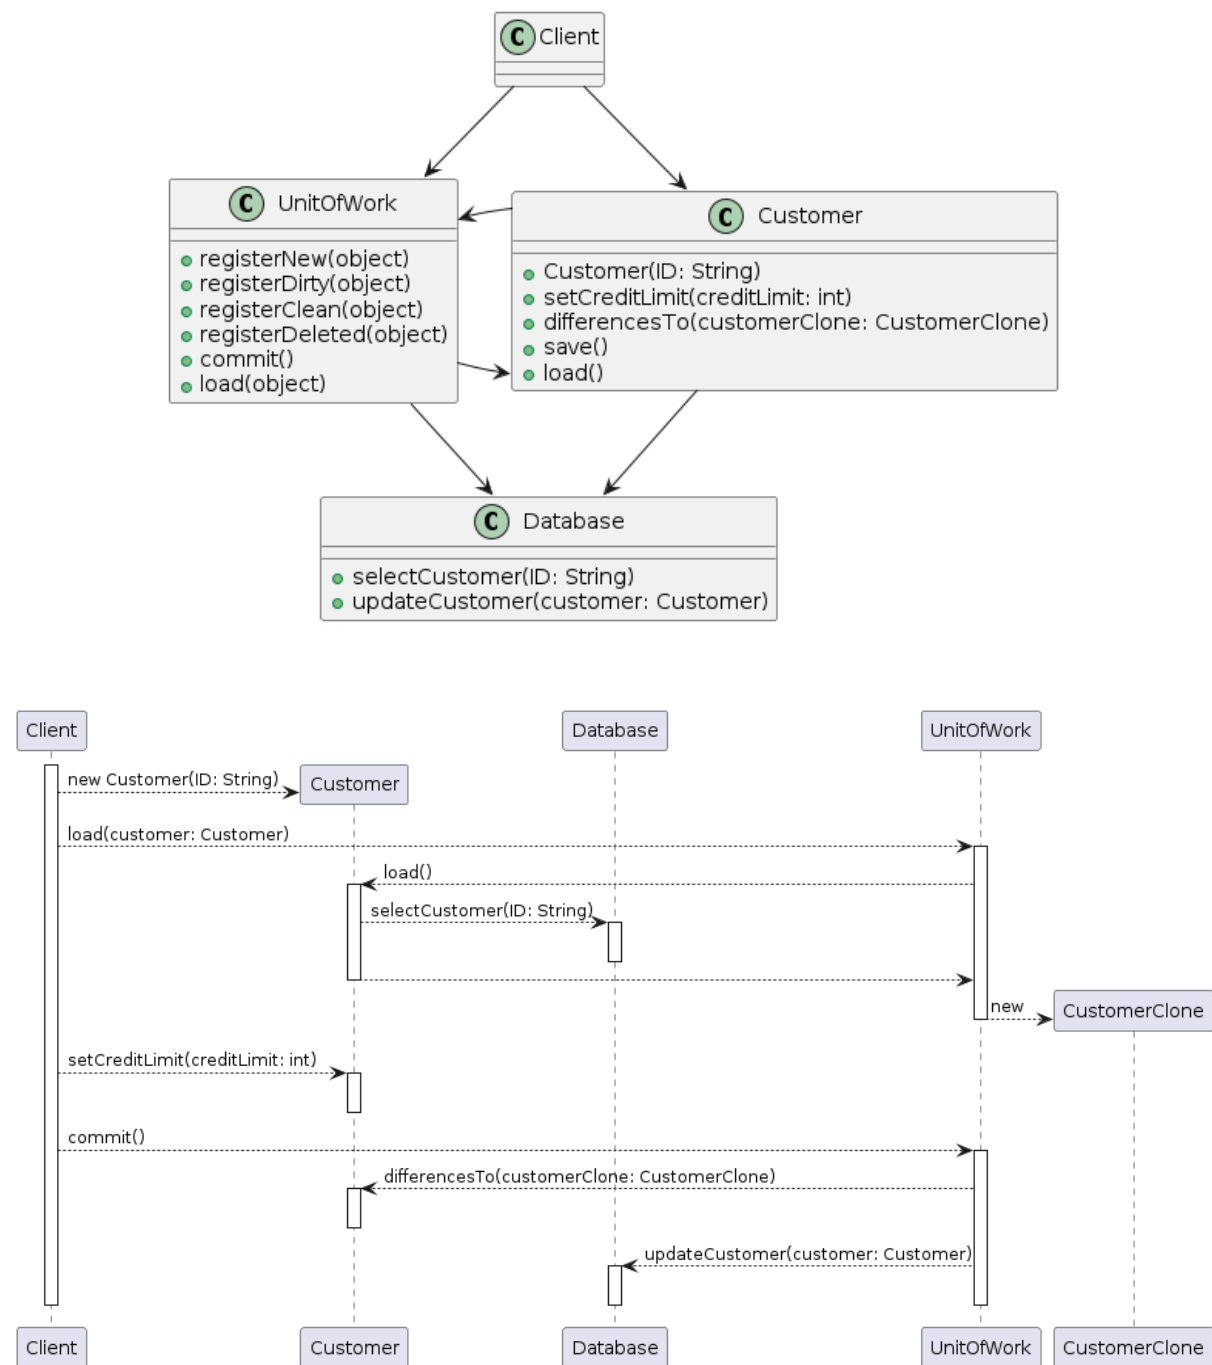 C Client
C UnitOfWork
registerNew(object)
registerDirty(object)
registerClean(object)
registerDeleted(object)
commit()
load(object)
C Customer
Customer(ID: String)
setCreditLimit(creditLimit: int)
differencesTo(customerClone: CustomerClone)
save()
load()
C Database
selectCustomer(ID: String)
updateCustomer(customer: Customer)
Client
Database
UnitOfWork
new Customer(ID: String)
Customer
load(customer: Customer)
load()
selectCustomer(ID: String)
new
CustomerClone
setCreditLimit(creditLimit: int)
commit()
differencesTo(customerClone: CustomerClone)
updateCustomer(customer: Customer)
Client
Customer
Database
UnitOfWork
CustomerClone